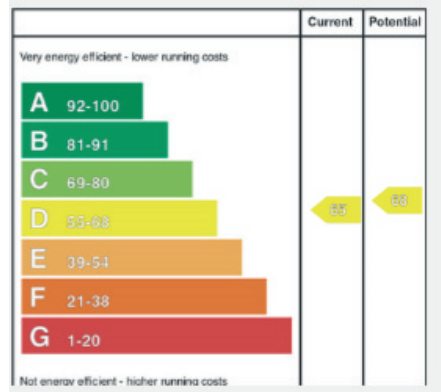 Current Potential
Very energy efficient - lower running costs
A 92-100
B 81-91
C 69-80
D 55-68
E 39-54
F 21-38
G 1-20
65
68
Not energy efficient - higher running costs